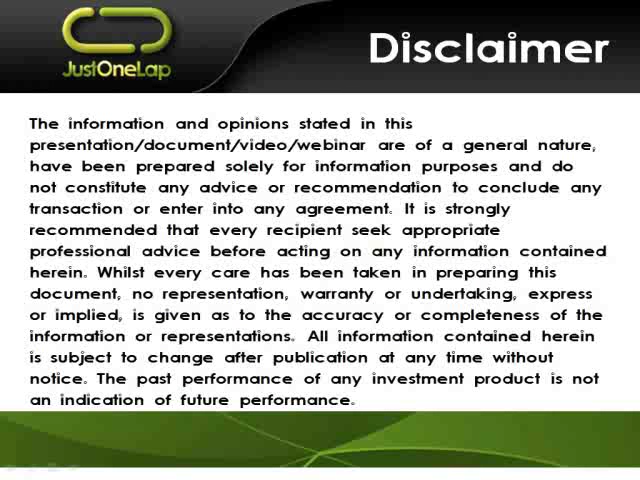 JustOneLap
Disclaimer
The information and opinions stated in this
presentation/document/video/webinar are of a general nature,
have been prepared solely for information purposes and do
not constitute any advice or recommendation to conclude any
transaction or enter into any agreement. It is strongly
recommended that every recipient seek appropriate
professional advice before acting on any information contained
herein. Whilst every care has been taken in preparing this
document, no representation, warranty or undertaking, express
or implied, is given as to the accuracy or completeness of the
information or representations. All information contained herein
is subject to change after publication at any time without
notice. The past performance of any investment product is not
an indication of future performance.